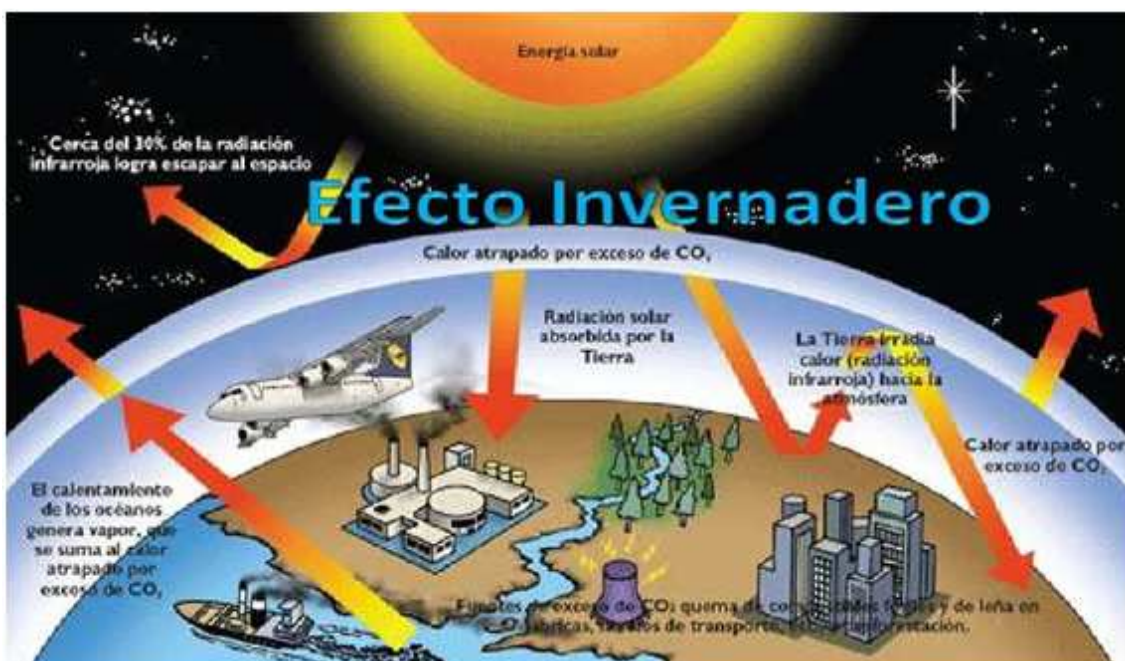 Energía solar
Cerca del 30% de la radiación
infrarroja logra escapar al espacio
Efecto Invernadero
Calor atrapado por exceso de CO₂
Radiación solar
absorbida por la
Tierra
La Tierra irradia
calor (radiación
infrarroja) hacia la
atmósfera
Calor atrapado por
exceso de CO₂
El calentamiento
de los océanos
genera vapor, que
se suma al calor
atrapado por
exceso de CO₂
Fuentes de exceso de CO₂ quema de y de leña en
de transporte,